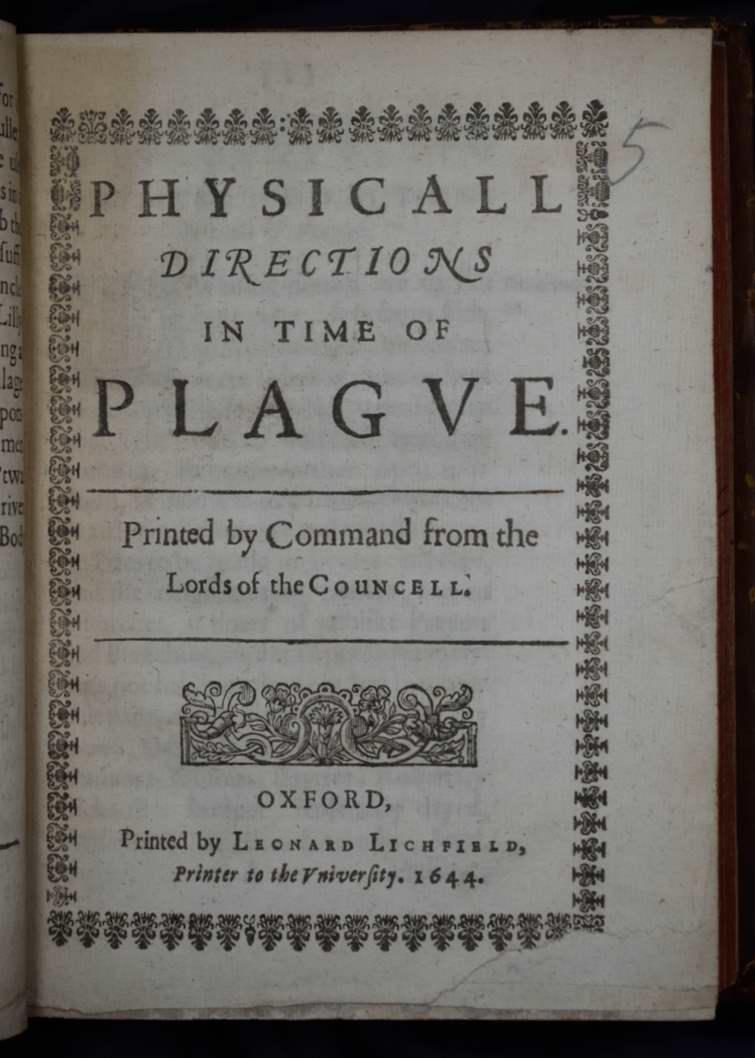 5
PHYSICALL
DIRECTIONS
IN TIME OF
PLAGVE.
Printed by Command from the
Lords of the COUNCELL.
OXFORD,
Printed by LEONARD LICHFIELD,
Printer to the Vniverſity. 1644.